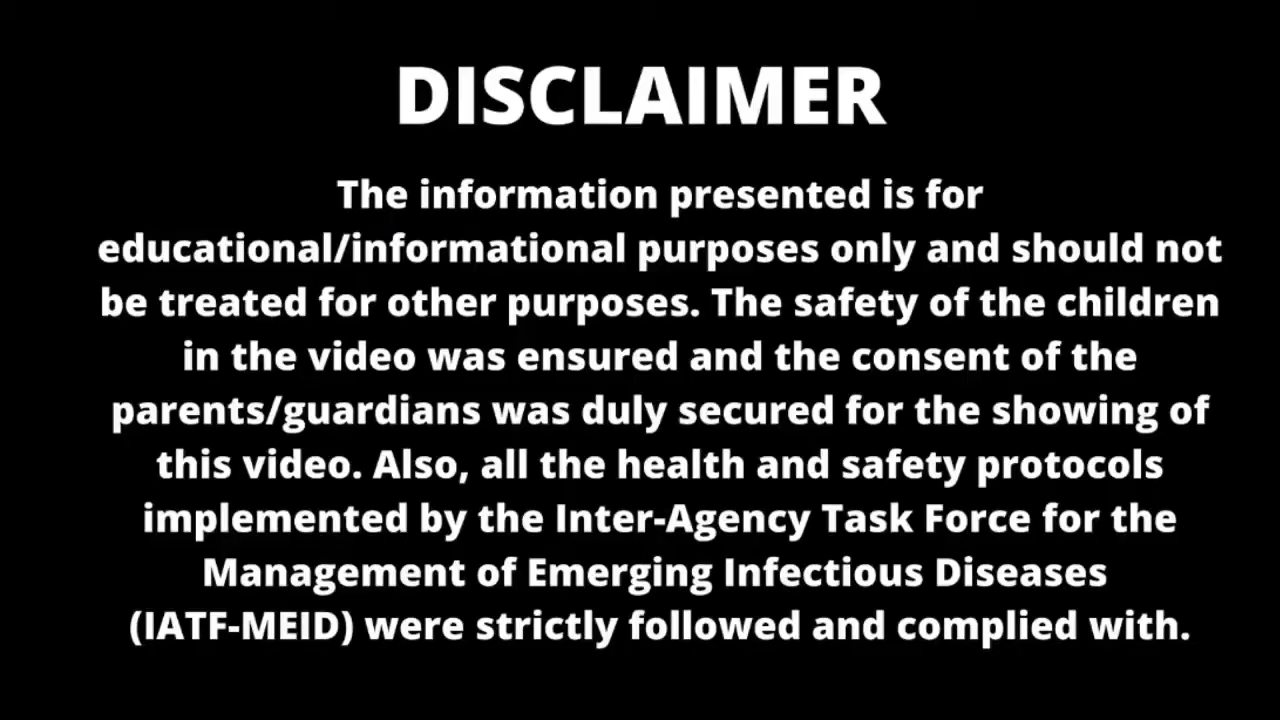 DISCLAIMER
The information presented is for
educational/informational purposes only and should not
be treated for other purposes. The safety of the children
in the video was ensured and the consent of the
parents/guardians was duly secured for the showing of
this video. Also, all the health and safety protocols
implemented by the Inter-Agency Task Force for the
Management of Emerging Infectious Diseases
(IATF-MEID) were strictly followed and complied with.